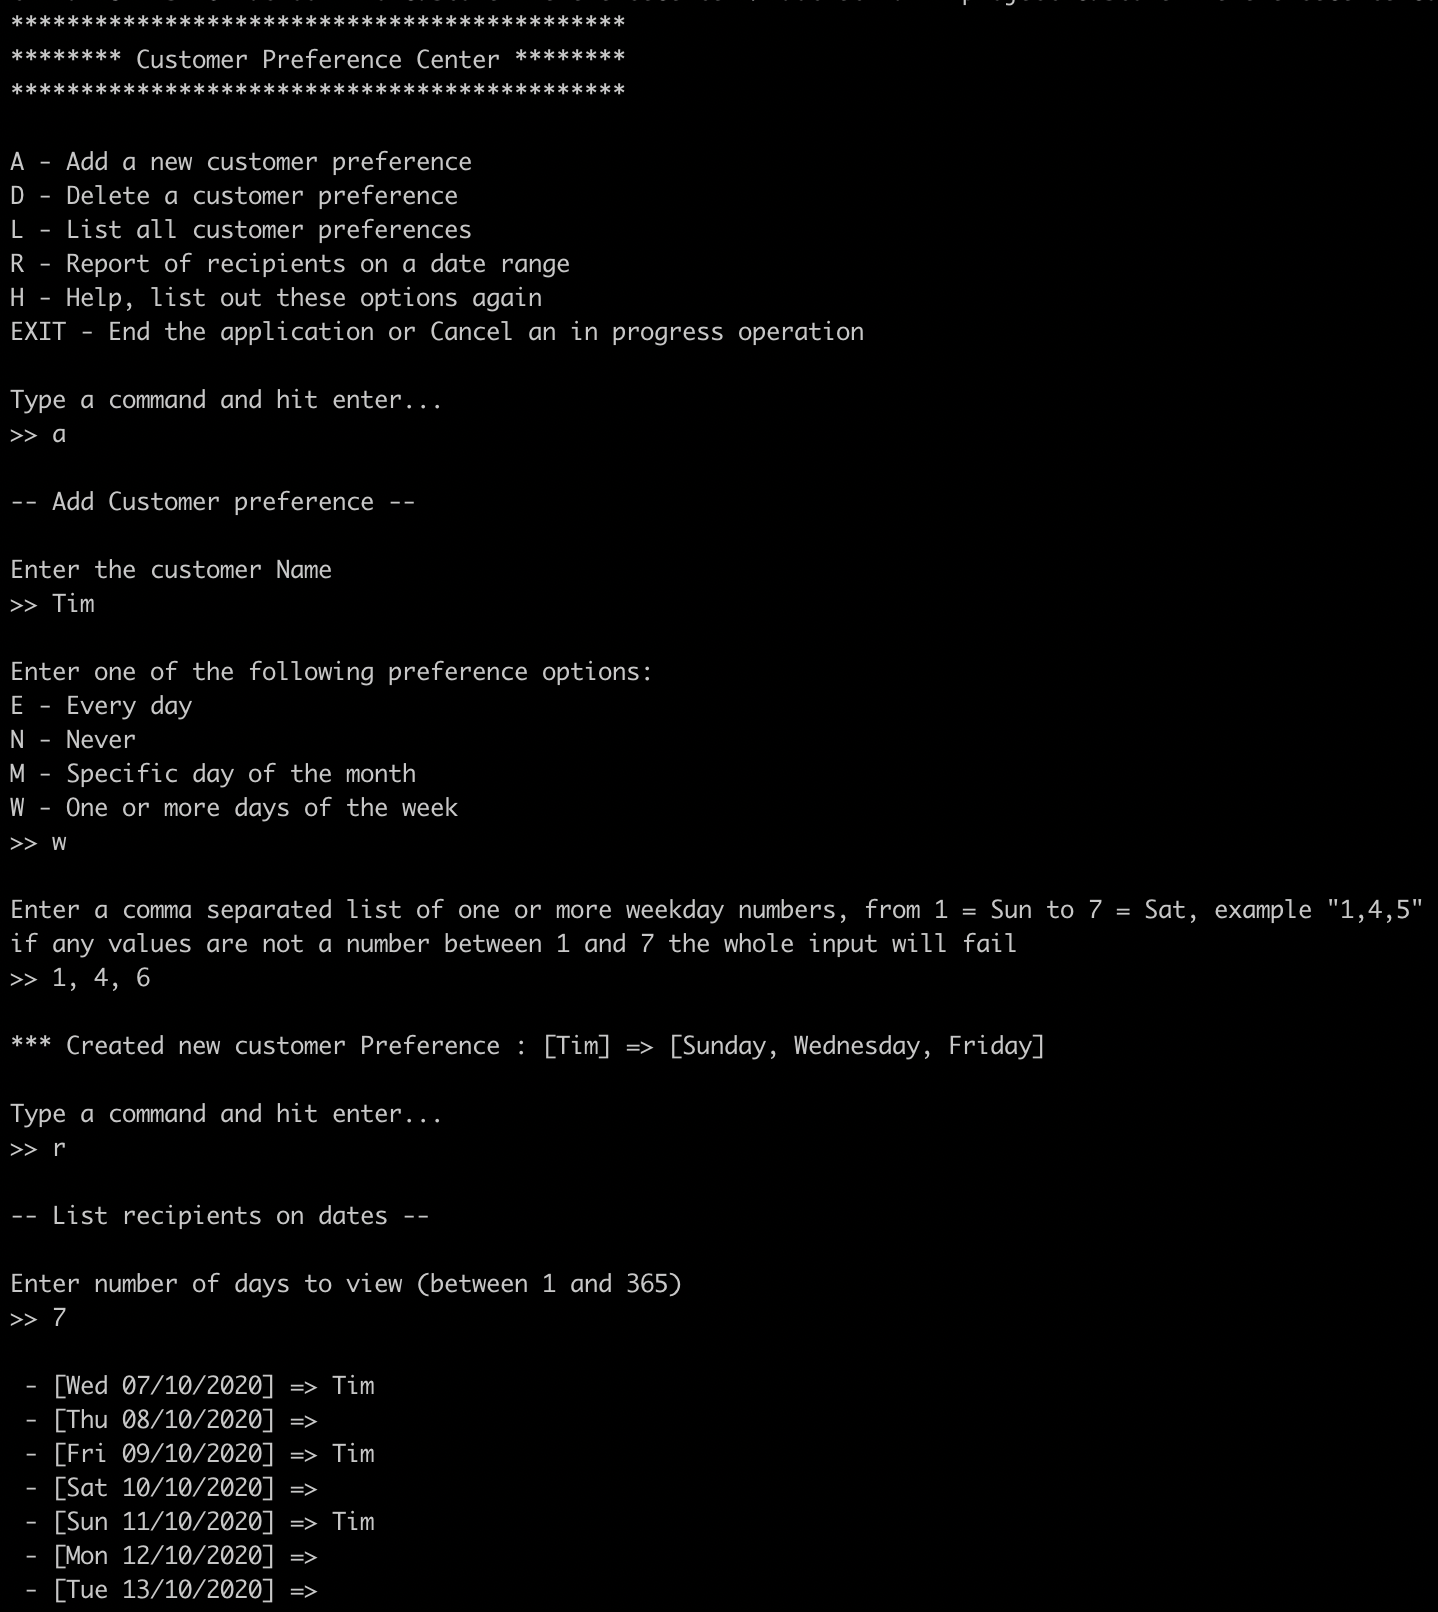 ********************************************
******** Customer Preference Center ********
********************************************
A - Add a new customer preference
D - Delete a customer preference
L - List all customer preferences
R - Report of recipients on a date range
H - Help, list out these options again
EXIT - End the application or Cancel an in progress operation
Type a command and hit enter...
>> a
-- Add Customer preference --
Enter the customer Name
>> Tim
Enter one of the following preference options:
E - Every day
N - Never
M - Specific day of the month
W - One or more days of the week
>> w
Enter a comma separated list of one or more weekday numbers, from 1 = Sun to 7 = Sat, example "1,4,5"
if any values are not a number between 1 and 7 the whole input will fail
>> 1, 4, 6
*** Created new customer Preference : [Tim] => [Sunday, Wednesday, Friday]
Type a command and hit enter...
>> r
-- List recipients on dates --
Enter number of days to view (between 1 and 365)
>> 7
- [Wed 07/10/2020] => Tim
- [Thu 08/10/2020] =>
- [Fri 09/10/2020] => Tim
- [Sat 10/10/2020] =>
- [Sun 11/10/2020] => Tim
- [Mon 12/10/2020] =>
- [Tue 13/10/2020] =>